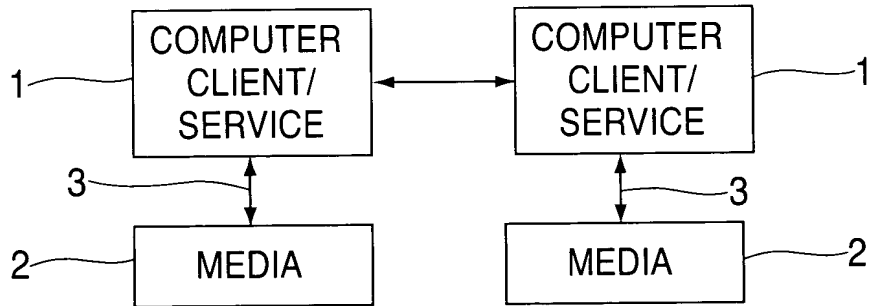 COMPUTER
CLIENT/
SERVICE
COMPUTER
CLIENT/
SERVICE
1
1
3
3
2
MEDIA
MEDIA
2